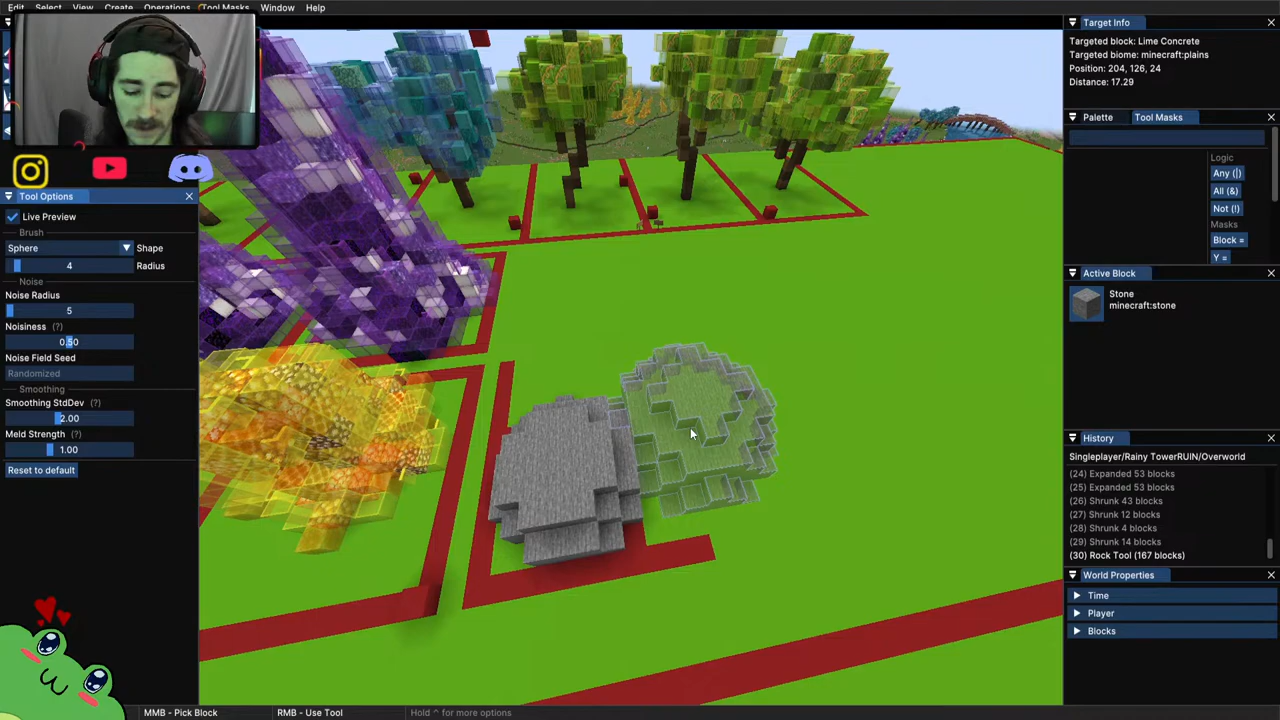 Edit Select View Create Operations Tool Masks Window Help
Tool Options
Live Preview
Brush
Sphere Shape
4 Radius
Noise
Noise Radius
5
Noisiness (?)
0.50
Noise Field Seed
Randomized
Smoothing
Smoothing StdDev (?)
2.00
Meld Strength (?)
1.00
Reset to default
Target Info
Targeted block: Lime Concrete
Targeted biome: minecraft:plains
Position: 204, 126, 24
Distance: 17.29
Palette Tool Masks
Logic
Any (|)
All (&)
Not (!)
Masks
Block =
Y =
Active Block
Stone
minecraft:stone
History
Singleplayer/Rainy TowerRUIN/Overworld
(24) Expanded 53 blocks
(25) Expanded 53 blocks
(26) Shrunk 43 blocks
(27) Shrunk 12 blocks
(28) Shrunk 4 blocks
(29) Shrunk 14 blocks
(30) Rock Tool (167 blocks)
World Properties
Time
Player
Blocks
MMB - Pick Block RMB - Use Tool Hold ^ for more options